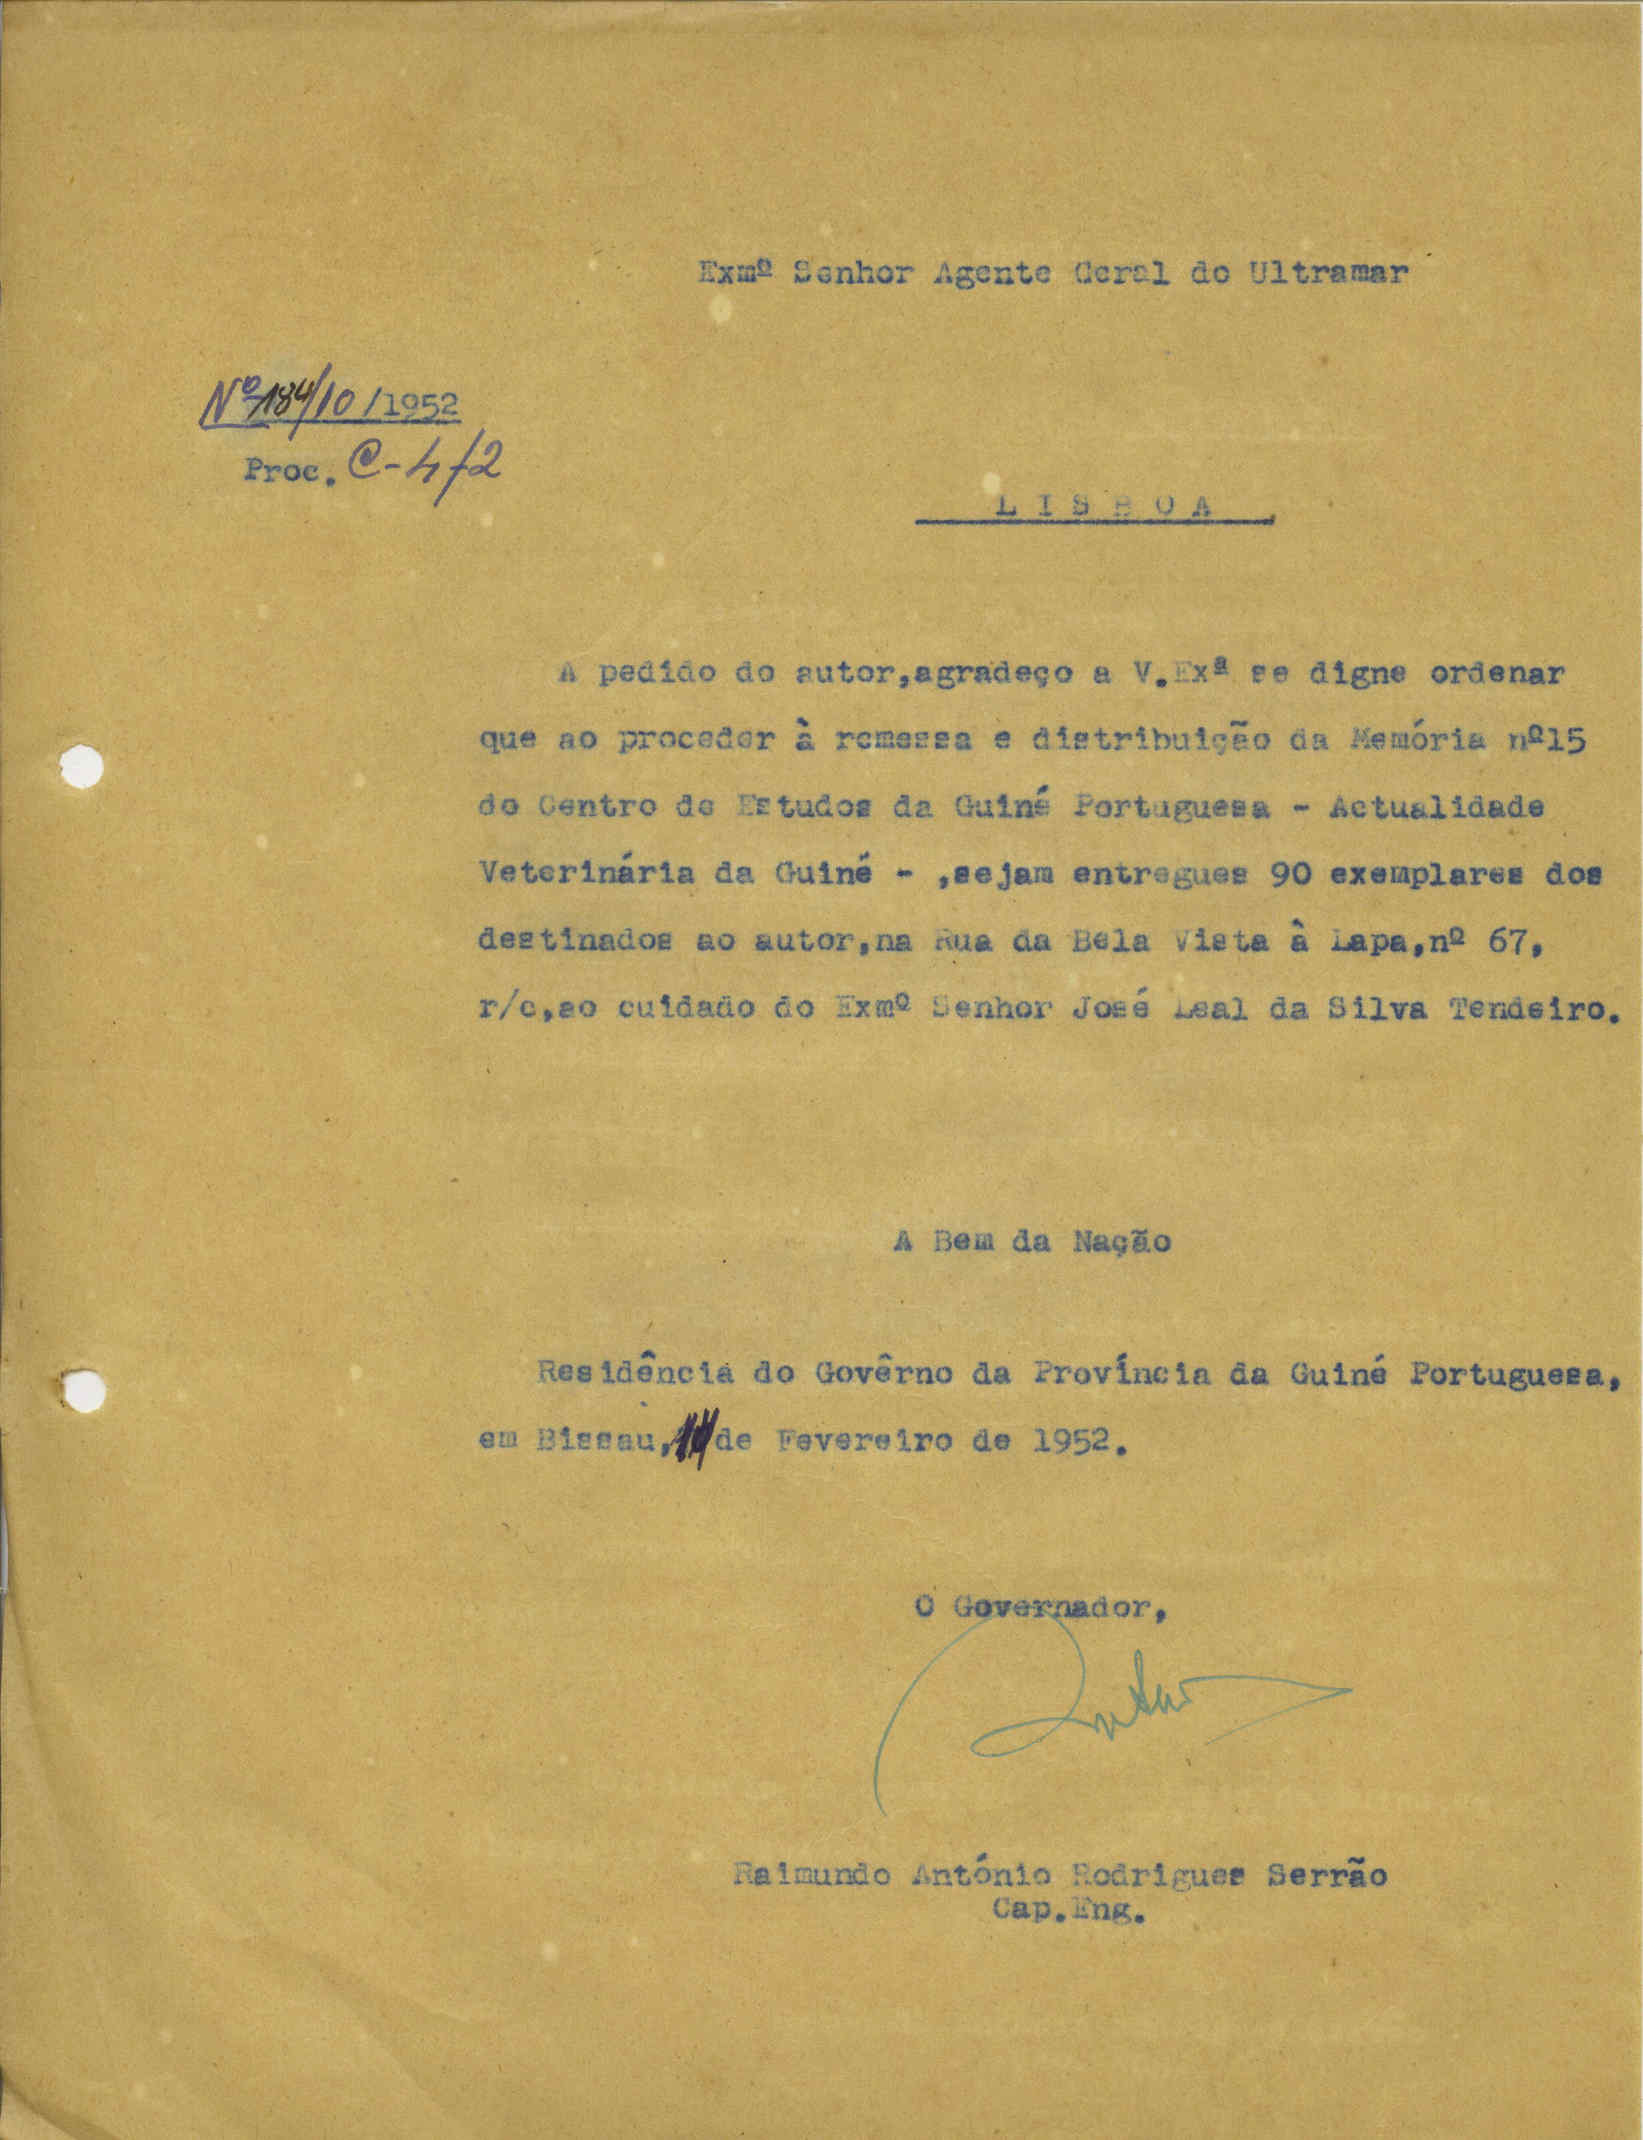 Exmº Senhor Agente Geral do Ultramar
Nº 184/10/1952
Proc. C-4/2
L I S B O A
A pedido do autor,agradeço a V.Exª se digne ordenar
que ao proceder à remessa e distribuição da Memória nº15
do Centro de Estudos da Guiné Portuguesa - Actualidade
Veterinária da Guiné - ,sejam entregues 90 exemplares dos
destinados ao autor,na Rua da Bela Vista à Lapa,nº 67,
r/c,ao cuidado do Exmº Senhor José Leal da Silva Tendeiro.
A Bem da Nação
Residência do Govêrno da Província da Guiné Portuguesa,
em Bissau, de Fevereiro de 1952.
O Governador,
Raimundo António Rodrigues Serrão
Cap.Eng.